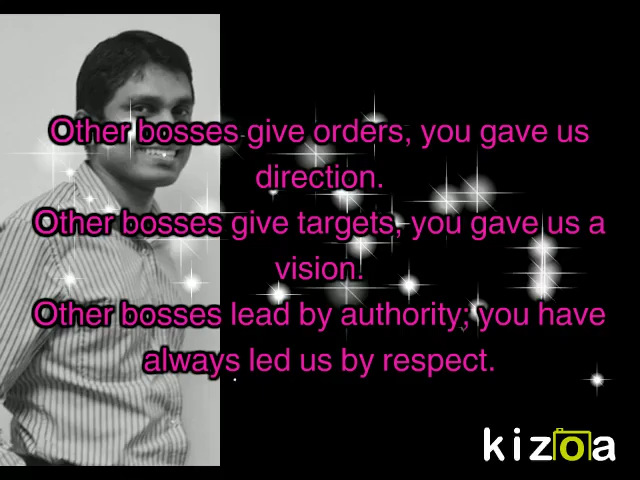 Other bosses give orders, you gave us
direction.
Other bosses give targets, you gave us a
vision.
Other bosses lead by authority; you have
always led us by respect.
kizoa